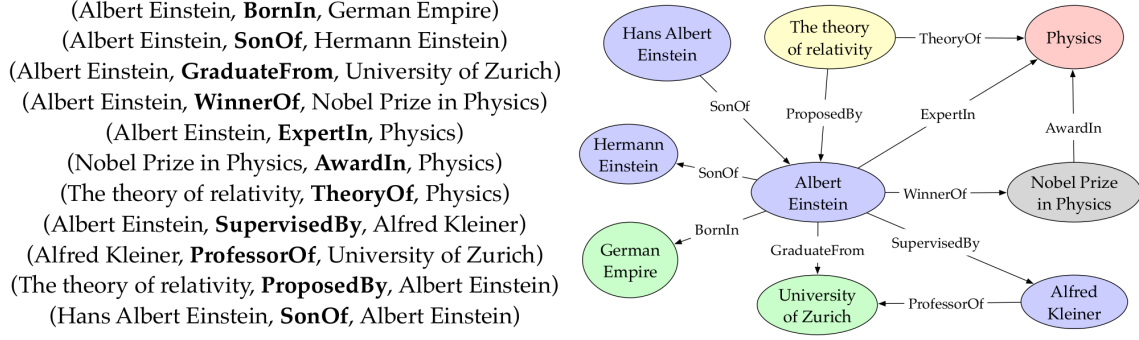 (Albert Einstein, BornIn, German Empire)
(Albert Einstein, SonOf, Hermann Einstein)
(Albert Einstein, GraduateFrom, University of Zurich)
(Albert Einstein, WinnerOf, Nobel Prize in Physics)
(Albert Einstein, ExpertIn, Physics)
(Nobel Prize in Physics, AwardIn, Physics)
(The theory of relativity, TheoryOf, Physics)
(Albert Einstein, SupervisedBy, Alfred Kleiner)
(Alfred Kleiner, ProfessorOf, University of Zurich)
(The theory of relativity, ProposedBy, Albert Einstein)
(Hans Albert Einstein, SonOf, Albert Einstein)
Hans Albert
Einstein
The theory
of relativity
TheoryOf
Physics
SonOf
ProposedBy
ExpertIn
AwardIn
Hermann
Einstein
SonOf
Albert
Einstein
WinnerOf
Nobel Prize
in Physics
BornIn
German
Empire
GraduateFrom
SupervisedBy
University
of Zurich
ProfessorOf
Alfred
Kleiner